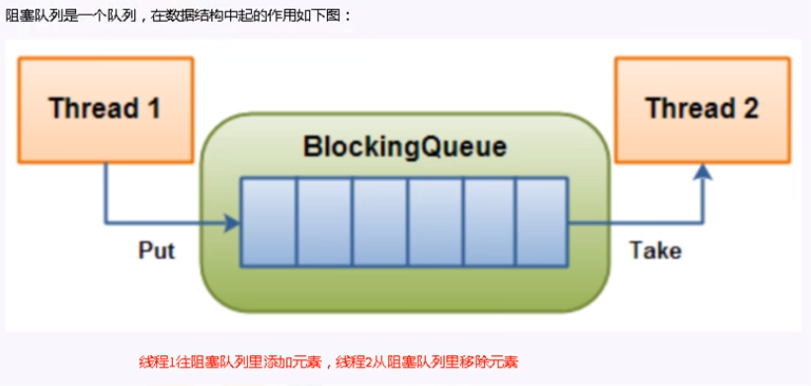 阻塞队列是一个队列，在数据结构中起的作用如下图：
Thread 1
Thread 2
BlockingQueue
Put
Take
线程1往阻塞队列里添加元素，线程2从阻塞队列里移除元素